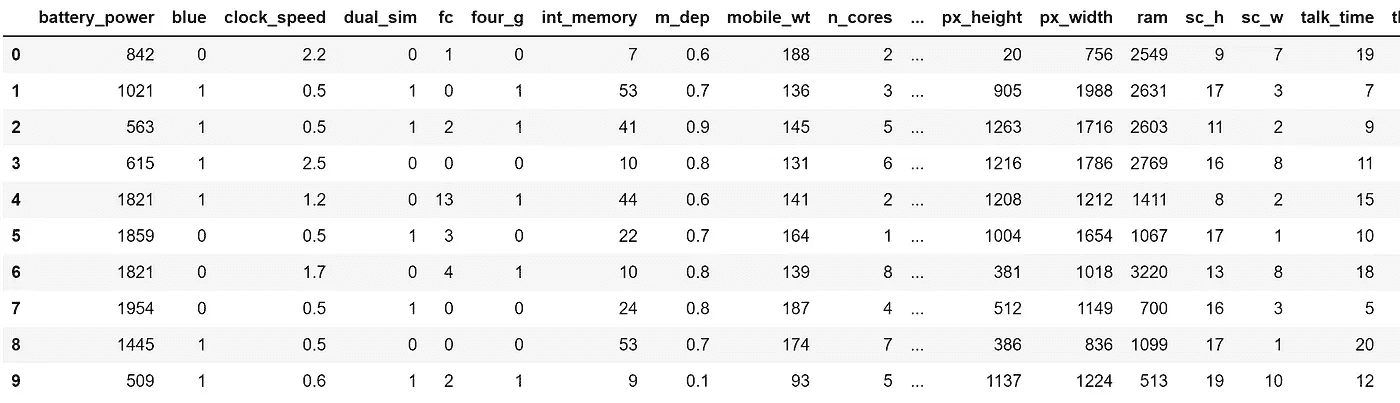 battery_power blue clock_speed dual_sim fc four_g int_memory m_dep mobile_wt n_cores ... px_height px_width ram sc_h sc_w talk_time
0 842 0 2.2 0 1 0 7 0.6 188 2 ... 20 756 2549 9 7 19
1 1021 1 0.5 1 0 1 53 0.7 136 3 ... 905 1988 2631 17 3 7
2 563 1 0.5 1 2 1 41 0.9 145 5 ... 1263 1716 2603 11 2 9
3 615 1 2.5 0 0 0 10 0.8 131 6 ... 1216 1786 2769 16 8 11
4 1821 1 1.2 0 13 1 44 0.6 141 2 ... 1208 1212 1411 8 2 15
5 1859 0 0.5 1 3 0 22 0.7 164 1 ... 1004 1654 1067 17 1 10
6 1821 0 1.7 0 4 1 10 0.8 139 8 ... 381 1018 3220 13 8 18
7 1954 0 0.5 1 0 0 24 0.8 187 4 ... 512 1149 700 16 3 5
8 1445 1 0.5 0 0 0 53 0.7 174 7 ... 386 836 1099 17 1 20
9 509 1 0.6 1 2 1 9 0.1 93 5 ... 1137 1224 513 19 10 12